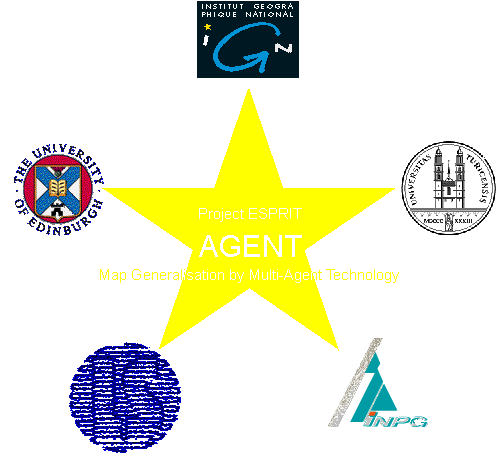 INSTITUT GEOGRA
PHIQUE NATIONAL
iGN
THE UNIVERSITY
OF EDINBURGH
UNIVERSITAS TURICENSIS
MDCCC XXXIII
Project ESPRIT
AGENT
Map Generalisation by Multi-Agent Technology
INPG